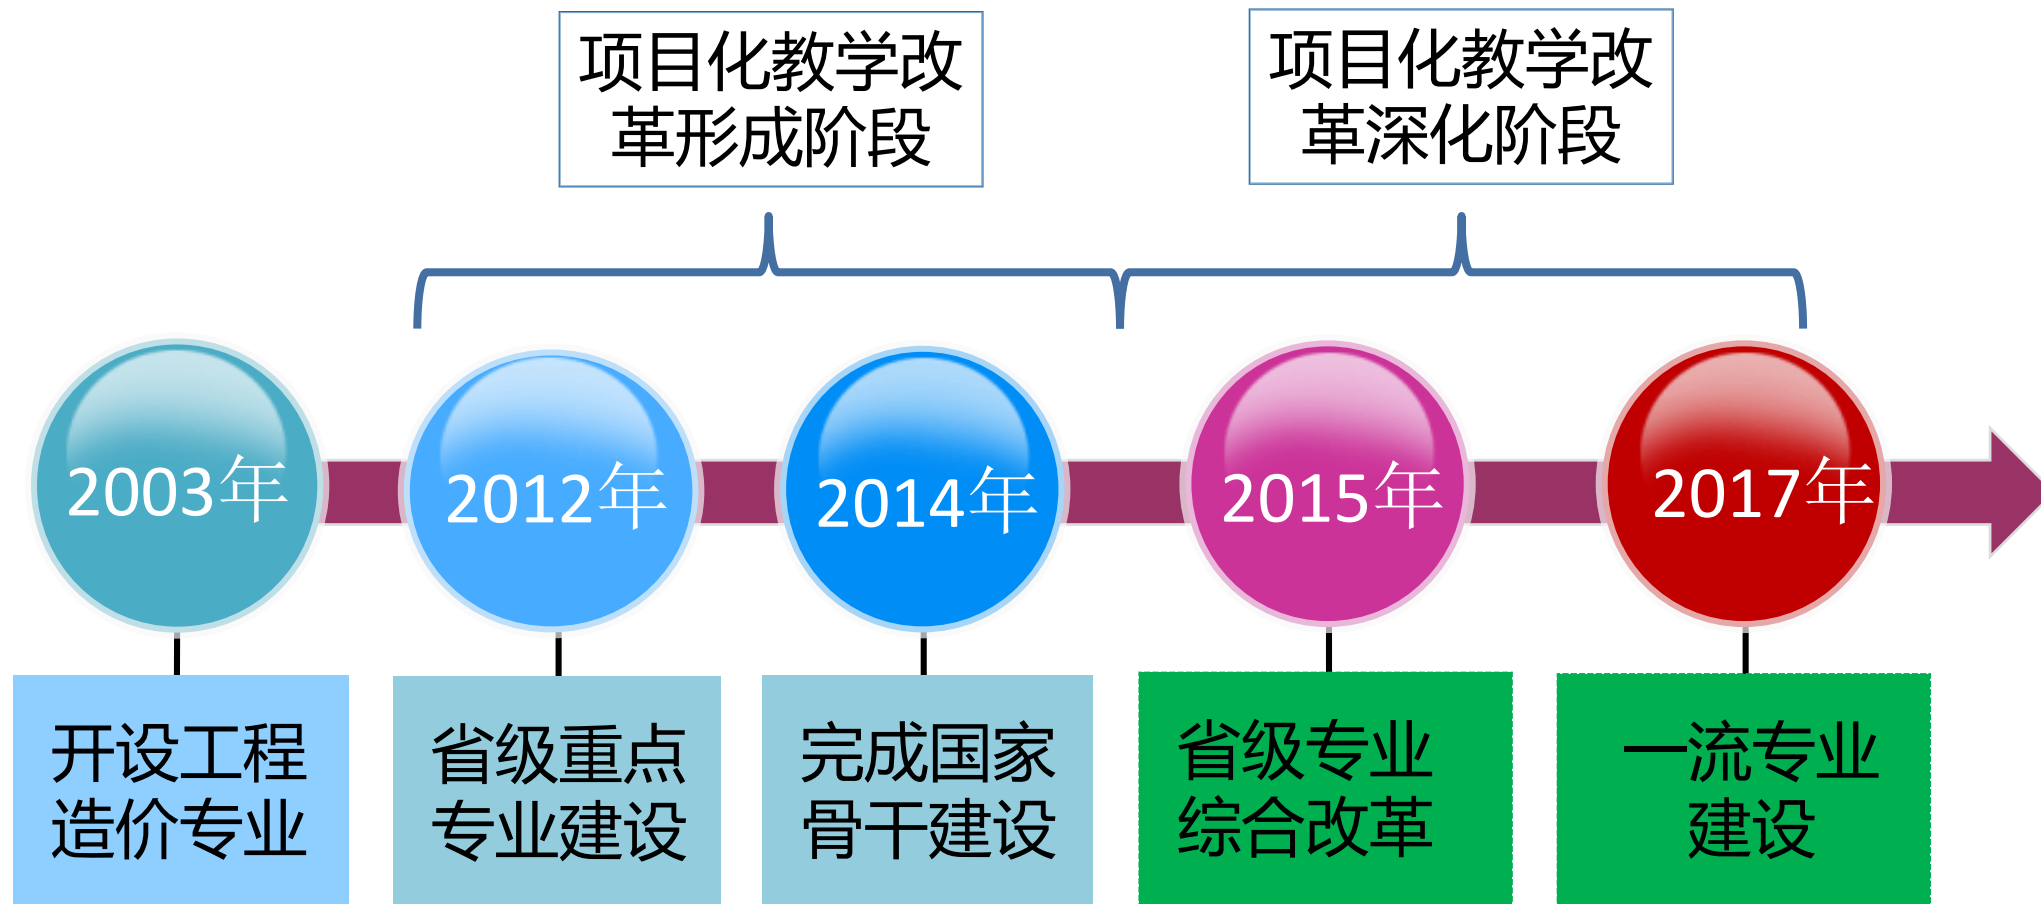 项目化教学改
革形成阶段
项目化教学改
革深化阶段
2003年
2012年
2014年
2015年
2017年
开设工程
造价专业
省级重点
专业建设
完成国家
骨干建设
省级专业
综合改革
一流专业
建设